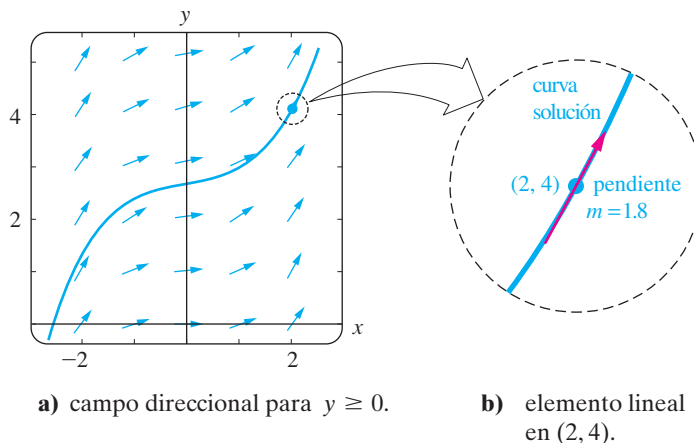 y
4
2
−2
2
x
curva
solución
(2, 4)
pendiente
m = 1.8
a) campo direccional para y ≥ 0.
b) elemento lineal
en (2, 4).